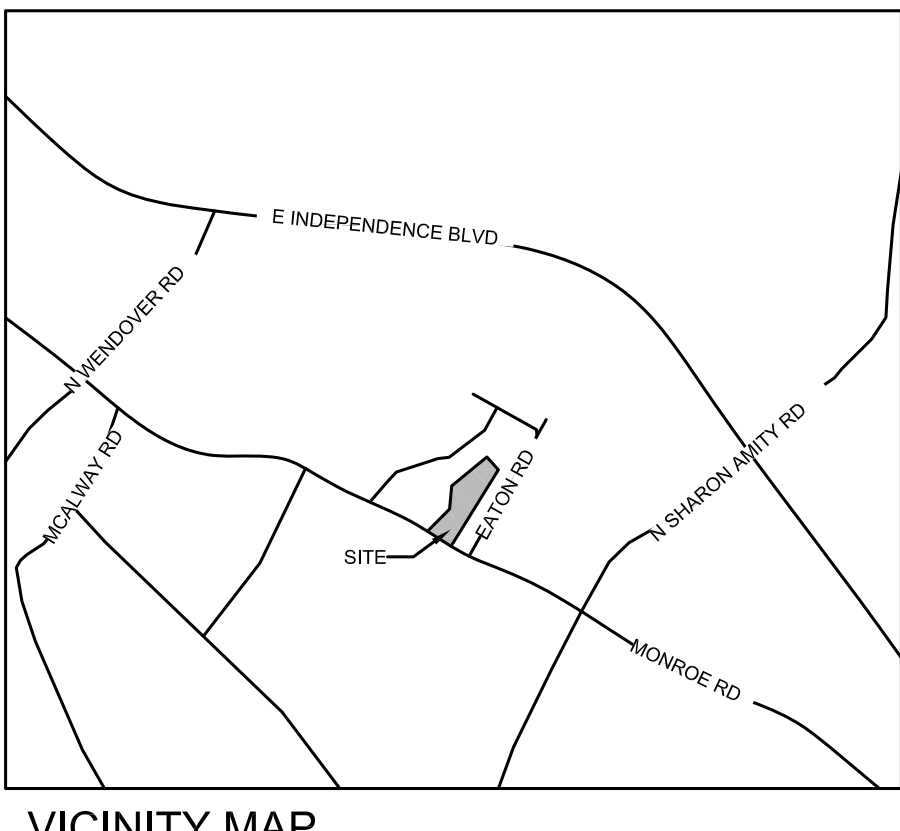 E INDEPENDENCE BLVD
N WENDOVER RD
MCALWAY RD
EATON RD
N SHARON AMITY RD
SITE
MONROE RD
VICINITY MAP